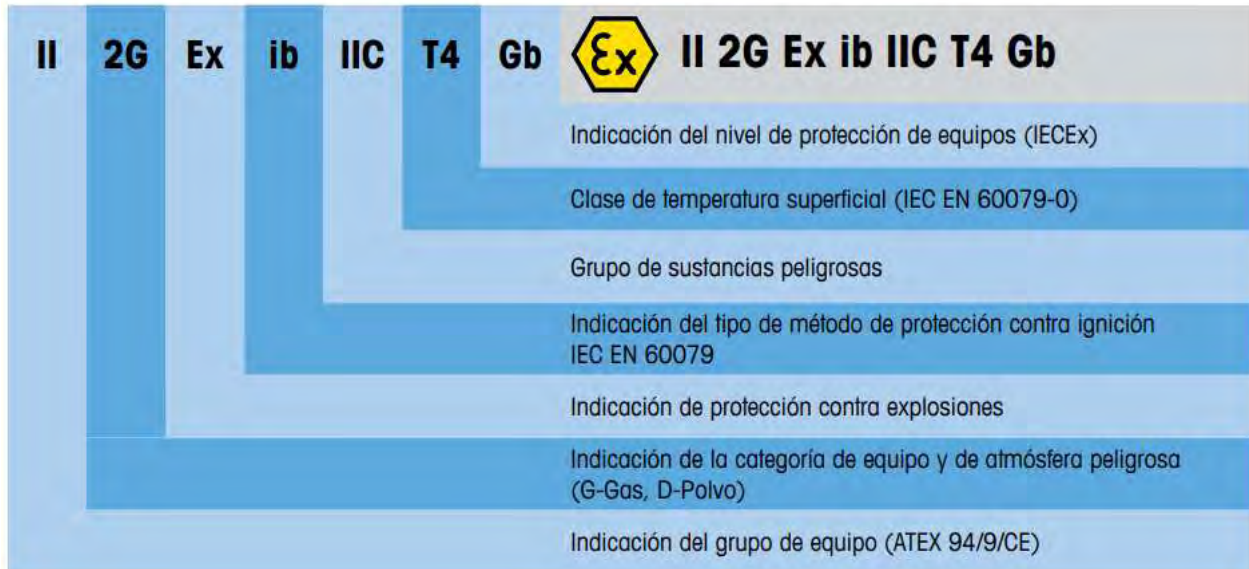 II 2G Ex ib IIC T4 Gb Ex II 2G Ex ib IIC T4 Gb
Indicación del nivel de protección de equipos (IECEx)
Clase de temperatura superficial (IEC EN 60079-0)
Grupo de sustancias peligrosas
Indicación del tipo de método de protección contra ignición
IEC EN 60079
Indicación de protección contra explosiones
Indicación de la categoría de equipo y de atmósfera peligrosa
(G-Gas, D-Polvo)
Indicación del grupo de equipo (ATEX 94/9/CE)